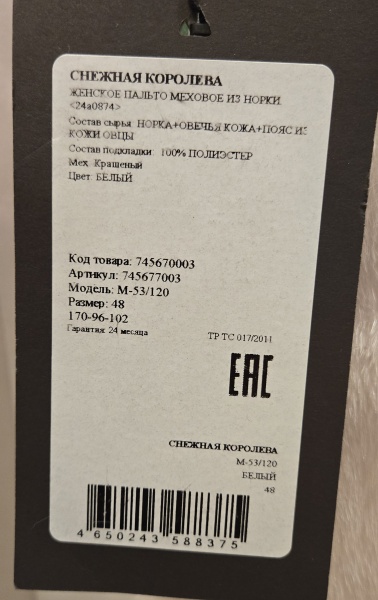 СНЕЖНАЯ КОРОЛЕВА
ЖЕНСКОЕ ПАЛЬТО МЕХОВОЕ ИЗ НОРКИ.
<24a0874>
Состав сырья НОРКА+ОВЕЧЬЯ КОЖА+ПОЯС ИЗ
КОЖИ ОВЦЫ
Состав подкладки 100% ПОЛИЭСТЕР
Мех Крашеный
Цвет БЕЛЫЙ
Код товара: 745670003
Артикул: 745677003
Модель: М-53/120
Размер: 48
170-96-102
Гарантия 24 месяца
ТР ТС 017/2011
ЕАС
СНЕЖНАЯ КОРОЛЕВА
М-53/120
БЕЛЫЙ
48
4 650243 588375